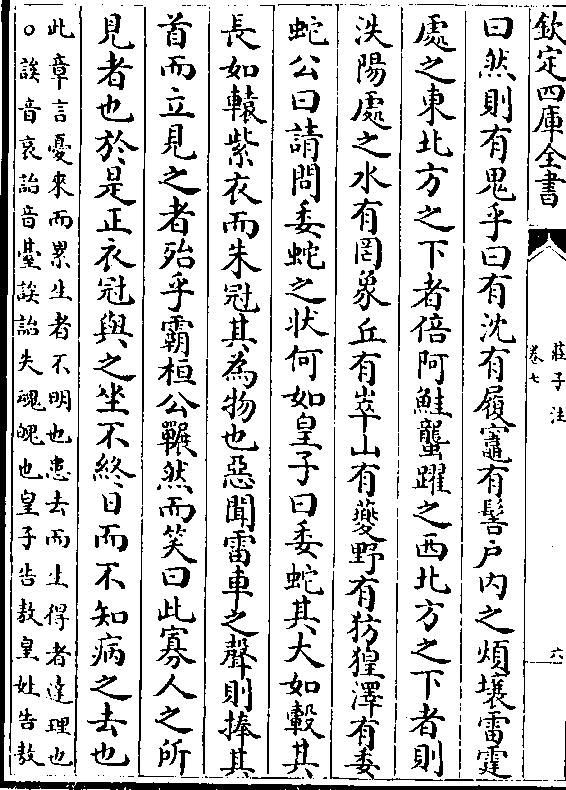 欽定四庫全書
莊子注
卷七
六
曰然則有鬼乎曰有沈有履竈有髻户内之煩壤雷霆
處之東北方之下者倍阿鮭蠪躍之西北方之下者則
泆陽處之水有罔象丘有峷山有夔野有彷徨澤有委
蛇公曰請問委蛇之狀何如皇子曰委蛇其大如轂其
長如轅紫衣而朱冠其為物也惡聞雷車之聲則捧其
首而立見之者殆乎霸桓公囅然而笑曰此寡人之所
見者也於是正衣冠與之坐不終日而不知病之去也
此章言憂來而累生者不明也患去而生得者達理也
○誒音哀詒音臺誒詒失魂魄也皇子告敖皇姓告敖